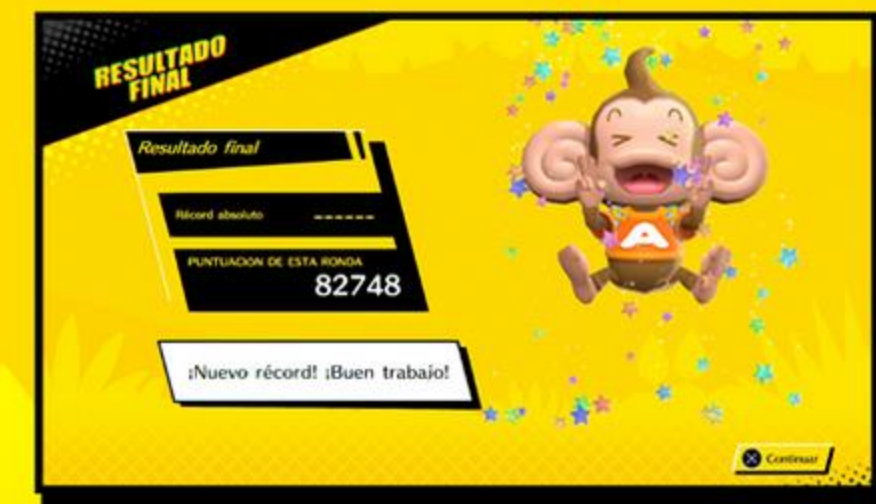 RESULTADO
FINAL
Resultado final
Récord absoluto ------
PUNTUACIÓN DE ESTA RONDA
82748
¡Nuevo récord! ¡Buen trabajo!
A
Continuar